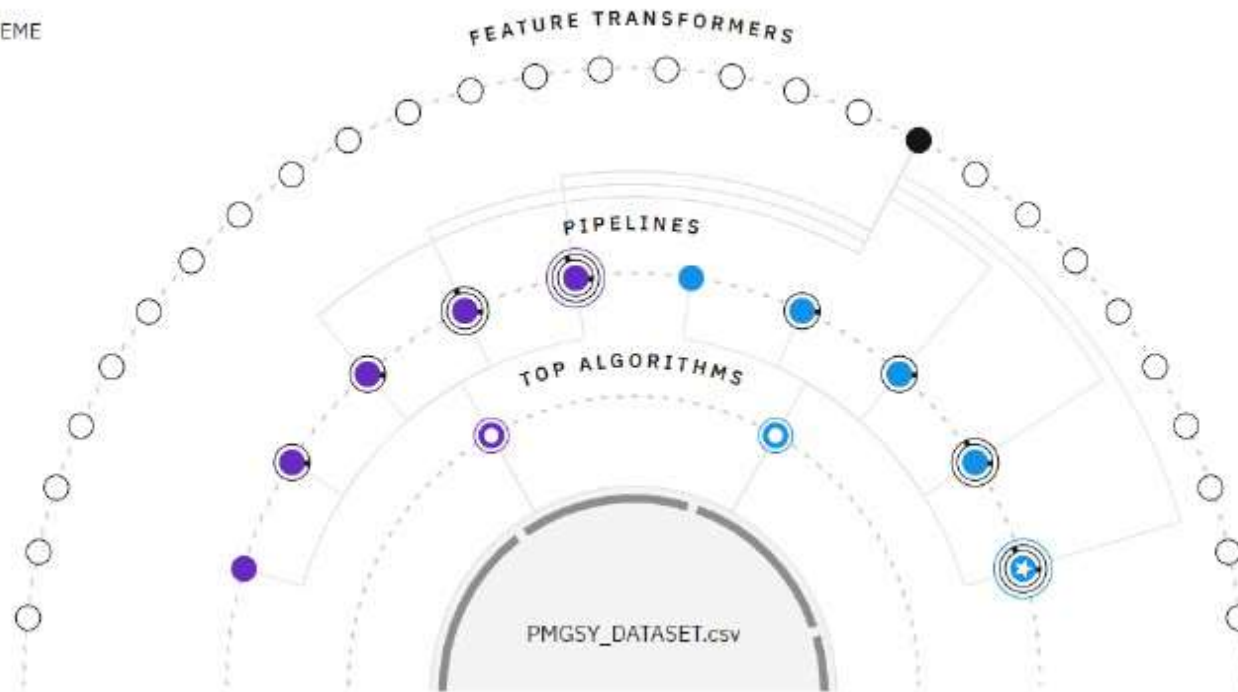 EME
FEATURE TRANSFORMERS
PIPELINES
TOP ALGORITHMS
PMGSY_DATASET.csv